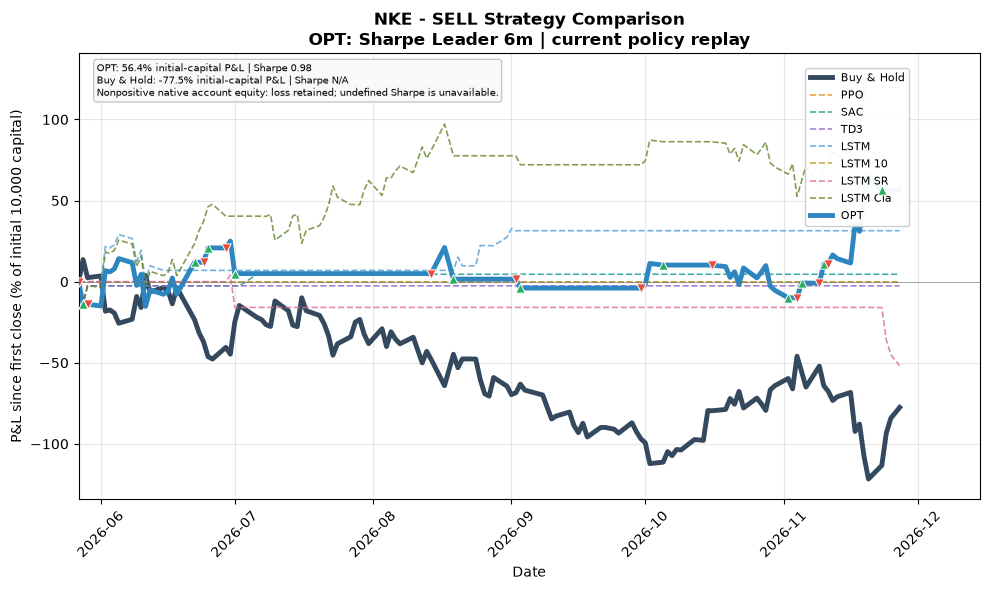 NKE - SELL Strategy Comparison
OPT: Sharpe Leader 6m | current policy replay
OPT: 56.4% initial-capital P&L | Sharpe 0.98
Buy & Hold: -77.5% initial-capital P&L | Sharpe N/A
Nonpositive native account equity: loss retained; undefined Sharpe is unavailable.
Buy & Hold
PPO
SAC
TD3
LSTM
LSTM 10
LSTM SR
LSTM Cla
OPT
P&L since first close (% of initial 10,000 capital)
100
50
0
−50
−100
2026-06
2026-07
2026-08
2026-09
2026-10
2026-11
2026-12
Date